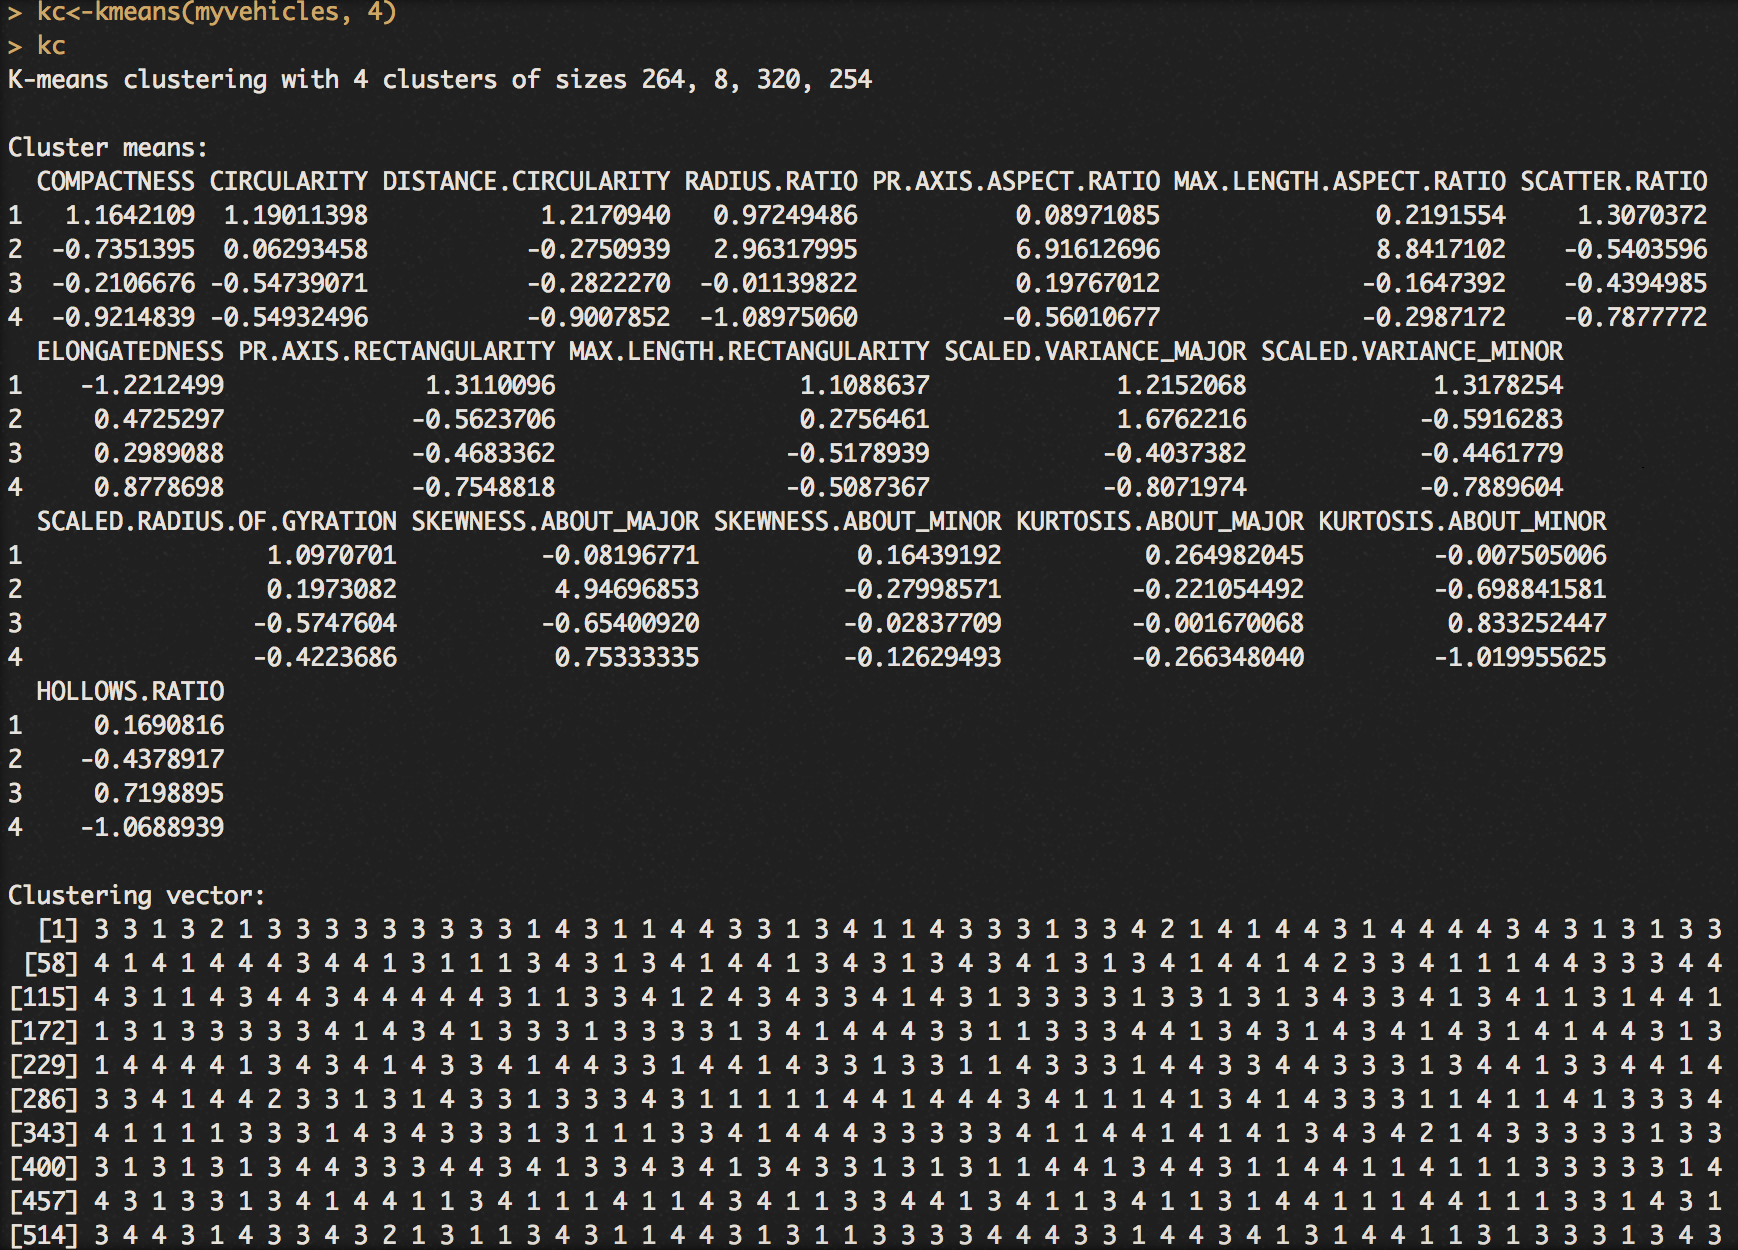 > kc<-kmeans(myvehicles, 4)
> kc
K-means clustering with 4 clusters of sizes 264, 8, 320, 254
Cluster means:
  COMPACTNESS CIRCULARITY DISTANCE.CIRCULARITY RADIUS.RATIO PR.AXIS.ASPECT.RATIO MAX.LENGTH.ASPECT.RATIO SCATTER.RATIO
1   1.1642109  1.19011398            1.2170940   0.97249486           0.08971085               0.2191554     1.3070372
2  -0.7351395  0.06293458           -0.2750939   2.96317995           6.91612696               8.8417102    -0.5403596
3  -0.2106676 -0.54739071           -0.2822270  -0.01139822           0.19767012              -0.1647392    -0.4394985
4  -0.9214839 -0.54932496           -0.9007852  -1.08975060          -0.56010677              -0.2987172    -0.7877772
  ELONGATEDNESS PR.AXIS.RECTANGULARITY MAX.LENGTH.RECTANGULARITY SCALED.VARIANCE_MAJOR SCALED.VARIANCE_MINOR
1    -1.2212499              1.3110096                 1.1088637             1.2152068             1.3178254
2     0.4725297             -0.5623706                 0.2756461             1.6762216            -0.5916283
3     0.2989088             -0.4683362                -0.5178939            -0.4037382            -0.4461779
4     0.8778698             -0.7548818                -0.5087367            -0.8071974            -0.7889604
  SCALED.RADIUS.OF.GYRATION SKEWNESS.ABOUT_MAJOR SKEWNESS.ABOUT_MINOR KURTOSIS.ABOUT_MAJOR KURTOSIS.ABOUT_MINOR
1                 1.0970701          -0.08196771           0.16439192          0.264982045         -0.007505006
2                 0.1973082           4.94696853          -0.27998571         -0.221054492         -0.698841581
3                -0.5747604          -0.65400920          -0.02837709         -0.001670068          0.833252447
4                -0.4223686           0.75333335          -0.12629493         -0.266348040         -1.019955625
  HOLLOWS.RATIO
1     0.1690816
2    -0.4378917
3     0.7198895
4    -1.0688939
Clustering vector:
  [1] 3 3 1 3 2 1 3 3 3 3 3 3 3 3 3 1 4 3 1 1 4 4 3 3 1 3 4 1 1 4 3 3 3 1 3 3 4 2 1 4 1 4 4 3 1 4 4 4 4 3 4 3 1 3 1 3 3
 [58] 4 1 4 1 4 4 4 3 4 4 1 3 1 1 1 3 4 3 1 3 4 1 4 4 1 3 4 3 1 3 4 3 4 1 3 1 3 4 1 4 4 1 4 2 3 3 4 1 1 1 4 4 3 3 3 4 4
[115] 4 3 1 1 4 3 4 4 3 4 4 4 4 4 3 1 1 3 3 4 1 2 4 3 4 3 3 4 1 4 3 1 3 3 3 3 1 3 3 1 3 1 3 4 3 3 4 1 3 4 1 1 3 1 4 4 1
[172] 1 3 1 3 3 3 3 3 4 1 4 3 4 1 3 3 3 1 3 3 3 3 1 3 4 1 4 4 4 3 3 1 1 3 3 3 4 4 1 3 4 3 1 4 3 4 1 4 3 1 4 1 4 4 3 1 3
[229] 1 4 4 4 4 1 3 4 3 4 1 4 3 3 4 1 4 4 3 3 1 4 4 1 4 3 3 1 3 3 1 1 4 3 3 3 1 4 4 3 3 4 4 3 3 3 1 3 4 4 1 3 3 4 4 1 4
[286] 3 3 4 1 4 4 2 3 3 1 3 1 4 3 3 1 3 3 3 4 3 1 1 1 1 1 4 4 1 4 4 4 3 4 1 1 1 4 1 3 4 1 4 3 3 3 1 1 4 1 1 4 1 3 3 3 4
[343] 4 1 1 1 1 3 3 3 1 4 3 4 3 3 3 1 3 1 1 1 3 3 4 1 4 4 4 3 3 3 3 3 4 1 1 4 4 1 4 1 4 1 3 4 3 4 2 1 4 3 3 3 3 3 1 3 3
[400] 3 1 3 1 3 1 3 4 4 3 3 3 4 4 3 4 1 3 3 4 3 4 1 3 4 3 3 1 3 1 3 1 1 4 4 1 3 4 4 3 1 1 4 4 1 1 4 1 1 1 3 3 3 3 3 1 4
[457] 4 3 1 3 3 1 3 4 1 4 4 1 1 3 4 1 1 1 4 1 1 4 3 4 1 1 3 3 4 4 1 3 4 1 1 3 4 1 1 3 1 4 4 1 1 1 4 4 1 1 1 3 3 1 4 3 1
[514] 3 4 4 3 1 4 3 3 4 3 2 1 3 1 1 3 4 3 1 1 4 4 3 1 3 1 1 3 3 3 3 4 4 4 3 3 1 4 4 3 4 1 3 1 4 4 1 1 3 1 3 3 3 1 3 4 3